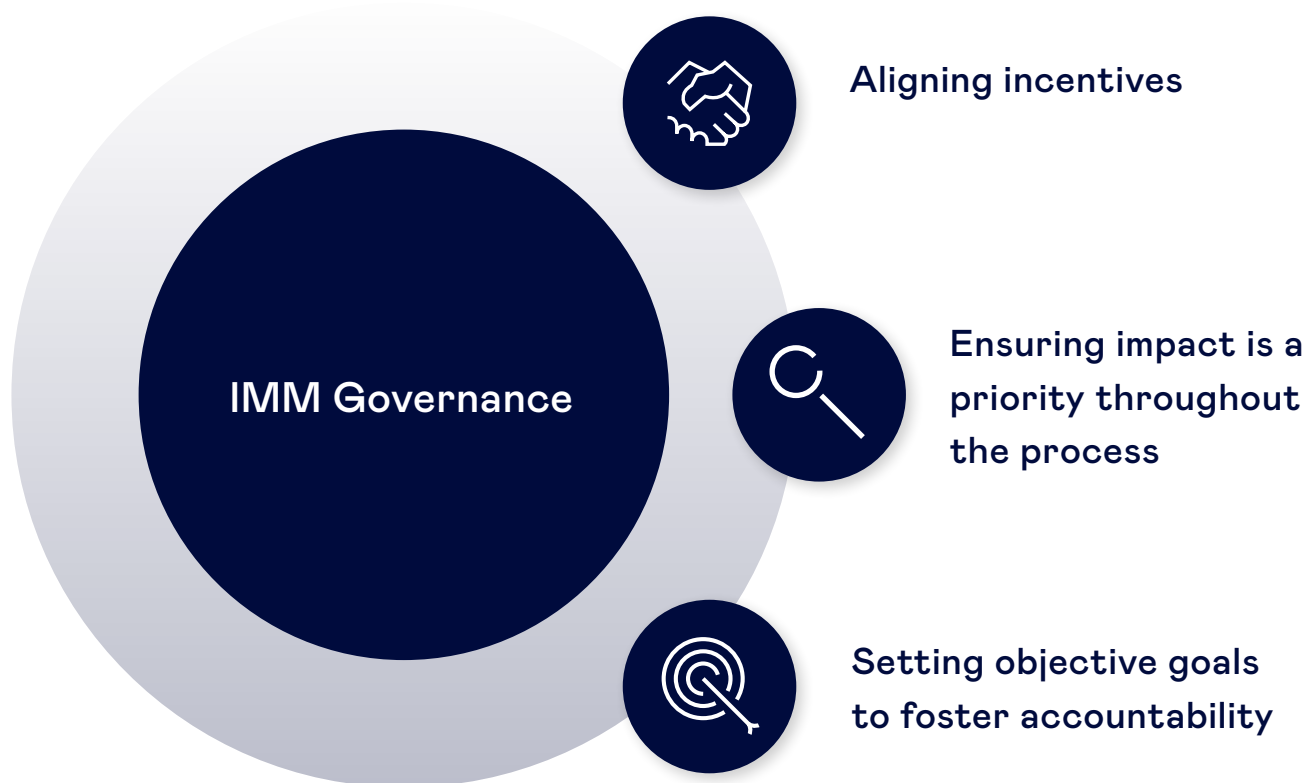 Aligning incentives
IMM Governance
Ensuring impact is a
priority throughout
the process
Setting objective goals
to foster accountability